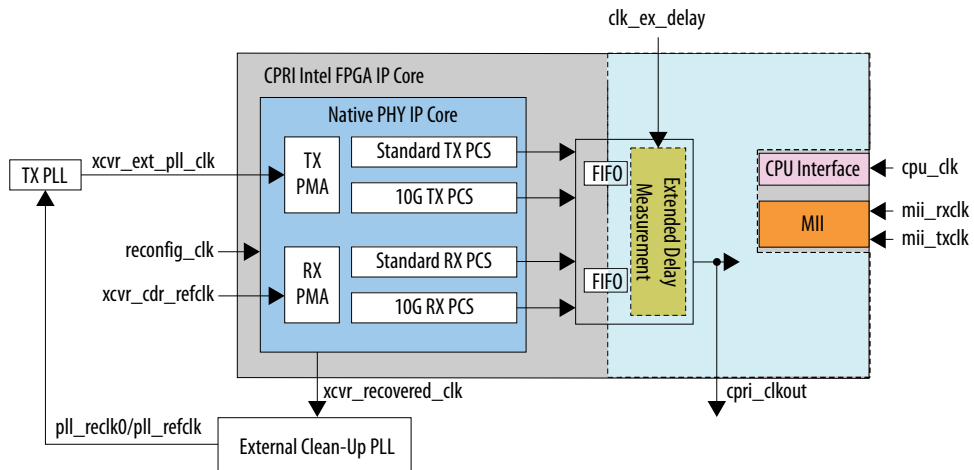 clk_ex_delay
CPRI Intel FPGA IP Core
Native PHY IP Core
TX PLL
xcvr_ext_pll_clk
TX
PMA
Standard TX PCS
10G TX PCS
FIFO
Extended Delay
Measurement
CPU Interface
cpu_clk
MII
mii_rxclk
mii_txclk
reconfig_clk
xcvr_cdr_refclk
RX
PMA
Standard RX PCS
10G RX PCS
FIFO
xcvr_recovered_clk
cpri_clkout
pll_reclk0/pll_refclk
External Clean-Up PLL